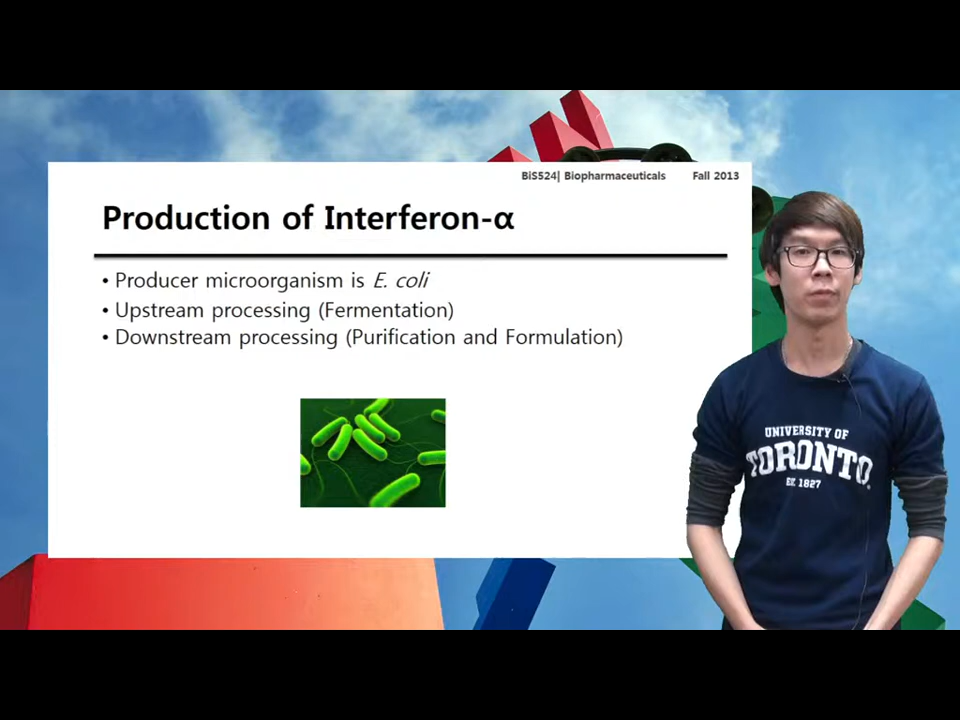 BiS524| Biopharmaceuticals Fall 2013
Production of Interferon-α
• Producer microorganism is E. coli
• Upstream processing (Fermentation)
• Downstream processing (Purification and Formulation)
UNIVERSITY OF
TORONTO
EST. 1827